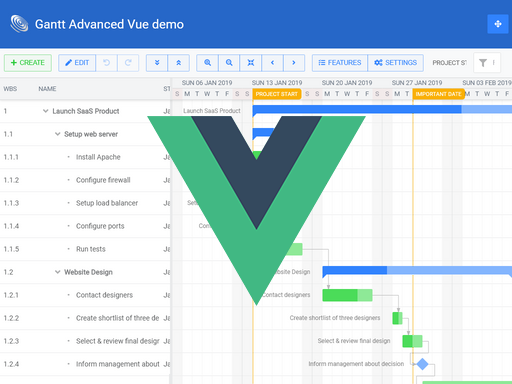 Gantt Advanced Vue demo
+ CREATE EDIT FEATURES SETTINGS PROJECT S
SUN 06 JAN 2019 SUN 13 JAN 2019 SUN 20 JAN 2019 SUN 27 JAN 2019 SUN 03 FEB 2019
WBS NAME ST S M T W T F S S M T W T F S S M T W T F S S M T W T F S S M T W T
PROJECT START IMPORTANT DATE
1 Launch SaaS Product Ja Launch SaaS Product
1.1 Setup web server
1.1.1 Install Apache Ja
1.1.2 Configure firewall Ja
1.1.3 Setup load balancer Ja
1.1.4 Configure ports Ja
1.1.5 Run tests Ja
1.2 Website Design Ja site Design
1.2.1 Contact designers Ja Contact designers
1.2.2 Create shortlist of three de Ja Create shortlist of three designers
1.2.3 Select & review final design Ja Select & review final design
1.2.4 Inform management about Ja Inform management about decision